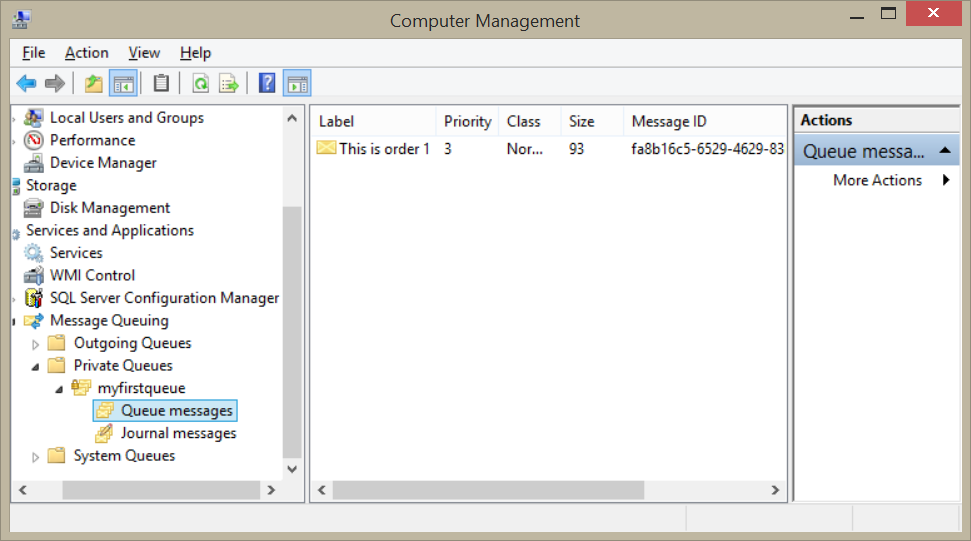 Computer Management
File Action View Help
Local Users and Groups
Performance
Device Manager
Storage
Disk Management
Services and Applications
Services
WMI Control
SQL Server Configuration Manager
Message Queuing
Outgoing Queues
Private Queues
myfirstqueue
Queue messages
Journal messages
System Queues
Label Priority Class Size Message ID
This is order 1 3 Nor... 93 fa8b16c5-6529-4629-83
Actions
Queue messa...
More Actions